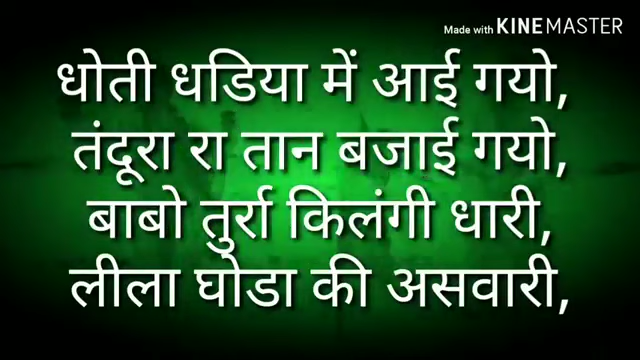 Made with KINEMASTER
धोती धडिया में आई गयो,
तंदूरा रा तान बजाई गयो,
बाबो तुर्रा किलंगी धारी,
लीला घोडा की असवारी,